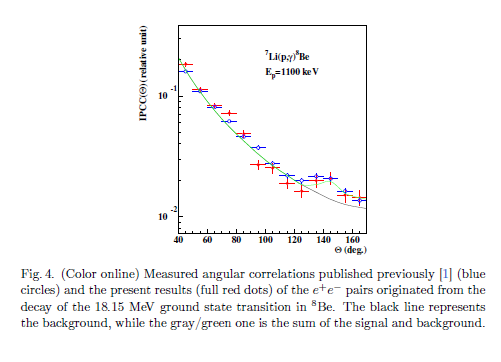 IPCC(Θ)( relative unit)
⁷Li(p,γ)⁸Be
Eₚ=1100 keV
10⁻¹
10⁻²
40 60 80 100 120 140 160
Θ (deg.)
Fig. 4. (Color online) Measured angular correlations published previously [1] (blue
circles) and the present results (full red dots) of the e⁺e⁻ pairs originated from the
decay of the 18.15 MeV ground state transition in ⁸Be. The black line represents
the background, while the gray/green one is the sum of the signal and background.